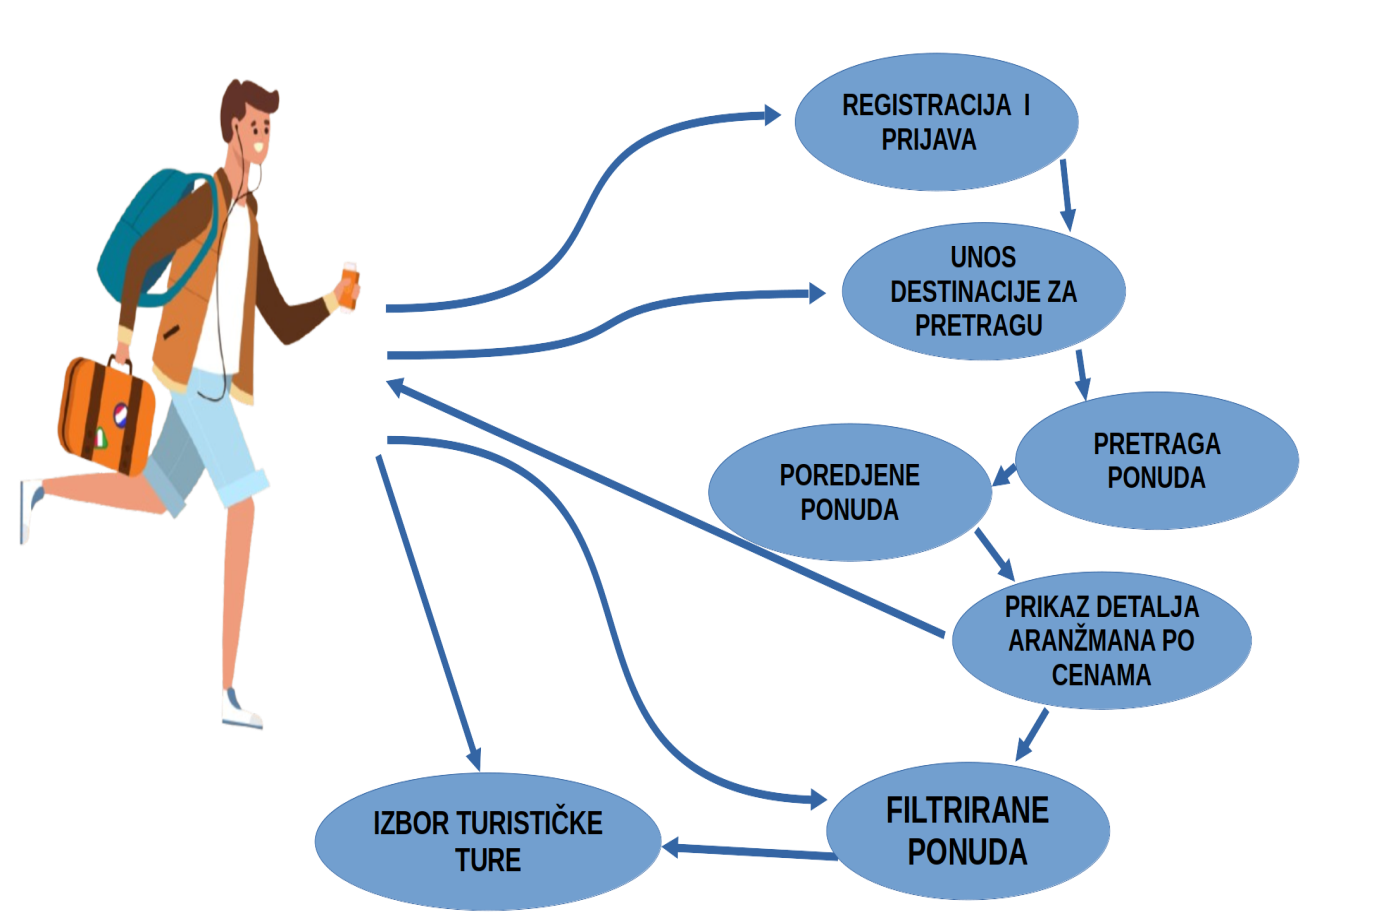 REGISTRACIJA I
PRIJAVA
UNOS
DESTINACIJE ZA
PRETRAGU
PRETRAGA
PONUDA
POREDJENE
PONUDA
PRIKAZ DETALJA
ARANŽMANA PO
CENAMA
FILTRIRANE
PONUDA
IZBOR TURISTIČKE
TURE